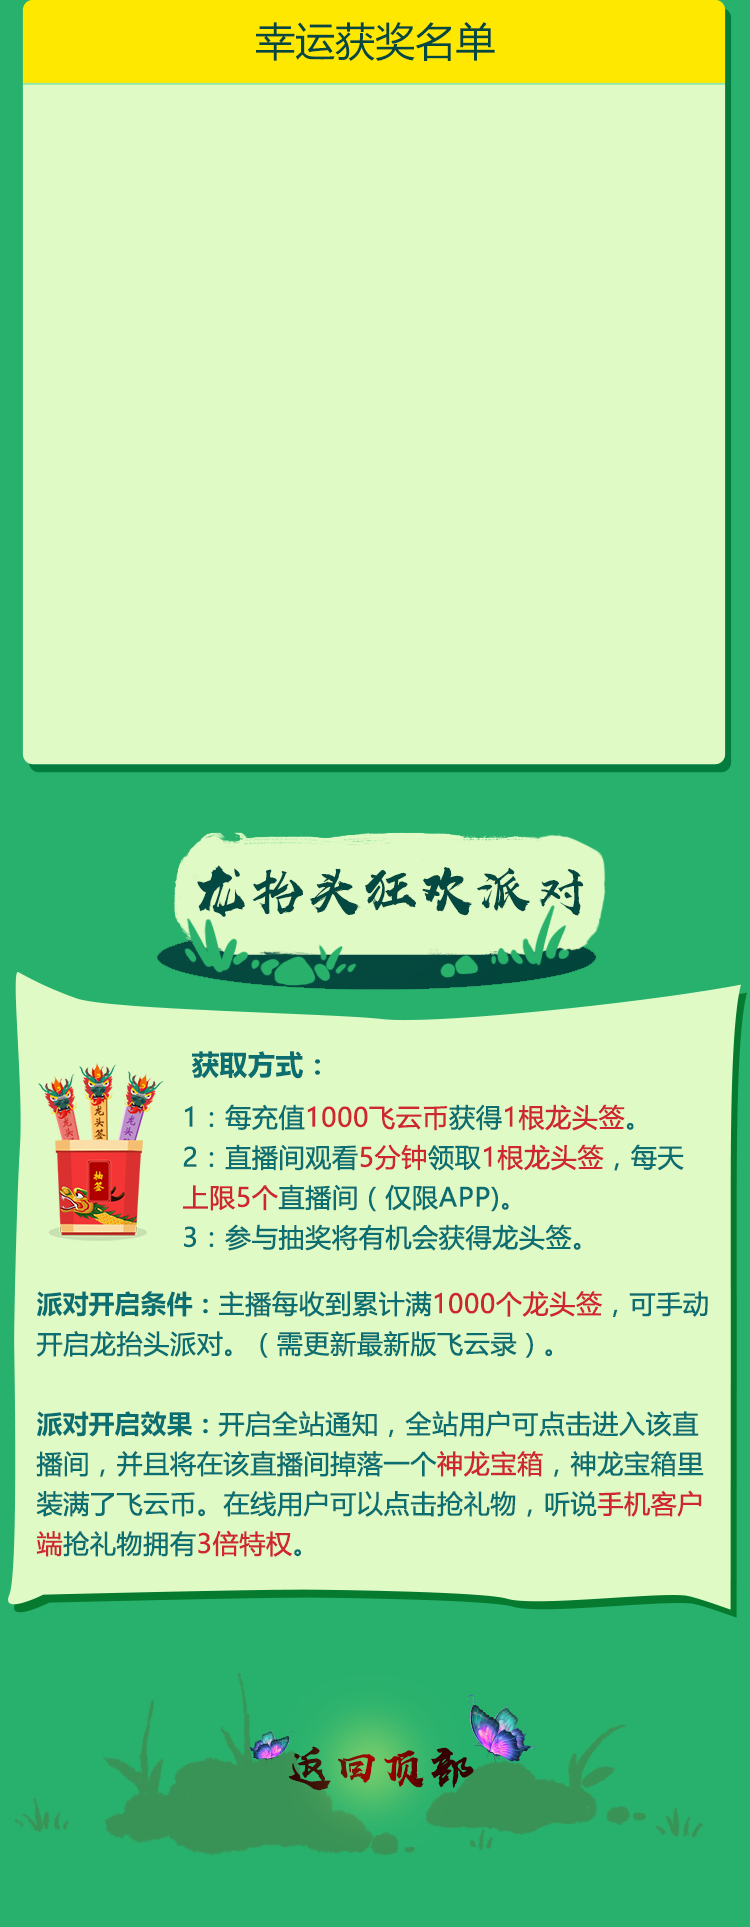 幸运获奖名单
龙抬头狂欢派对
获取方式：
1：每充值1000飞云币获得1根龙头签。
2：直播间观看5分钟领取1根龙头签，每天
上限5个直播间（仅限APP)。
3：参与抽奖将有机会获得龙头签。
龙头
龙头签
龙头
抽签
派对开启条件：主播每收到累计满1000个龙头签，可手动
开启龙抬头派对。（需更新最新版飞云录）。
派对开启效果：开启全站通知，全站用户可点击进入该直
播间，并且将在该直播间掉落一个神龙宝箱，神龙宝箱里
装满了飞云币。在线用户可以点击抢礼物，听说手机客户
端抢礼物拥有3倍特权。
返回顶部